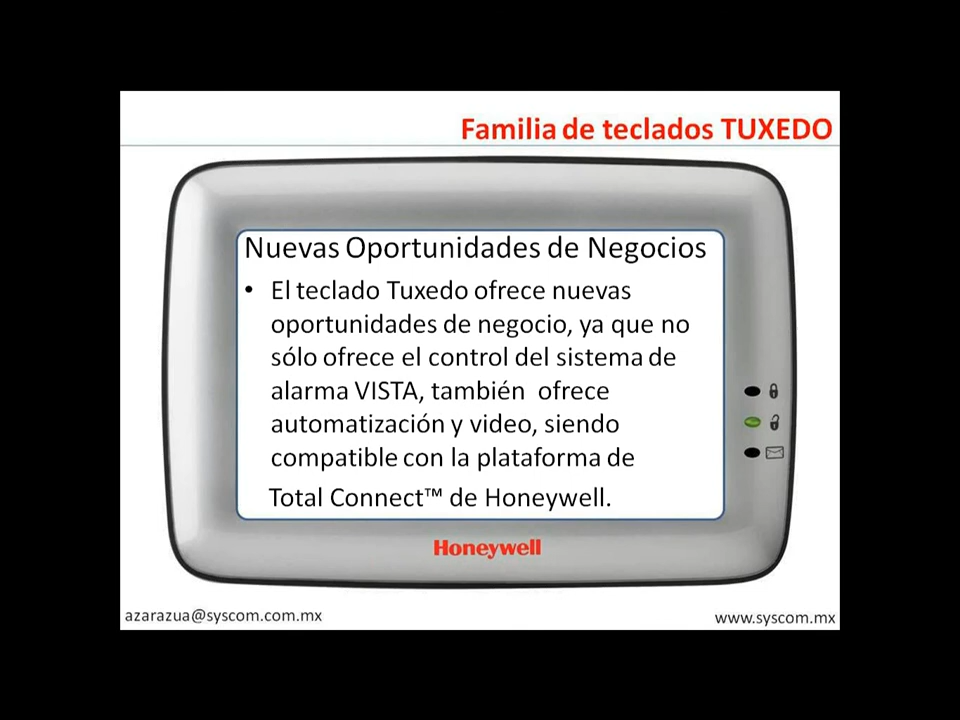 Familia de teclados TUXEDO
Nuevas Oportunidades de Negocios
• El teclado Tuxedo ofrece nuevas
oportunidades de negocio, ya que no
sólo ofrece el control del sistema de
alarma VISTA, también ofrece
automatización y video, siendo
compatible con la plataforma de
Total Connect™ de Honeywell.
Honeywell
azarazua@syscom.com.mx
www.syscom.mx